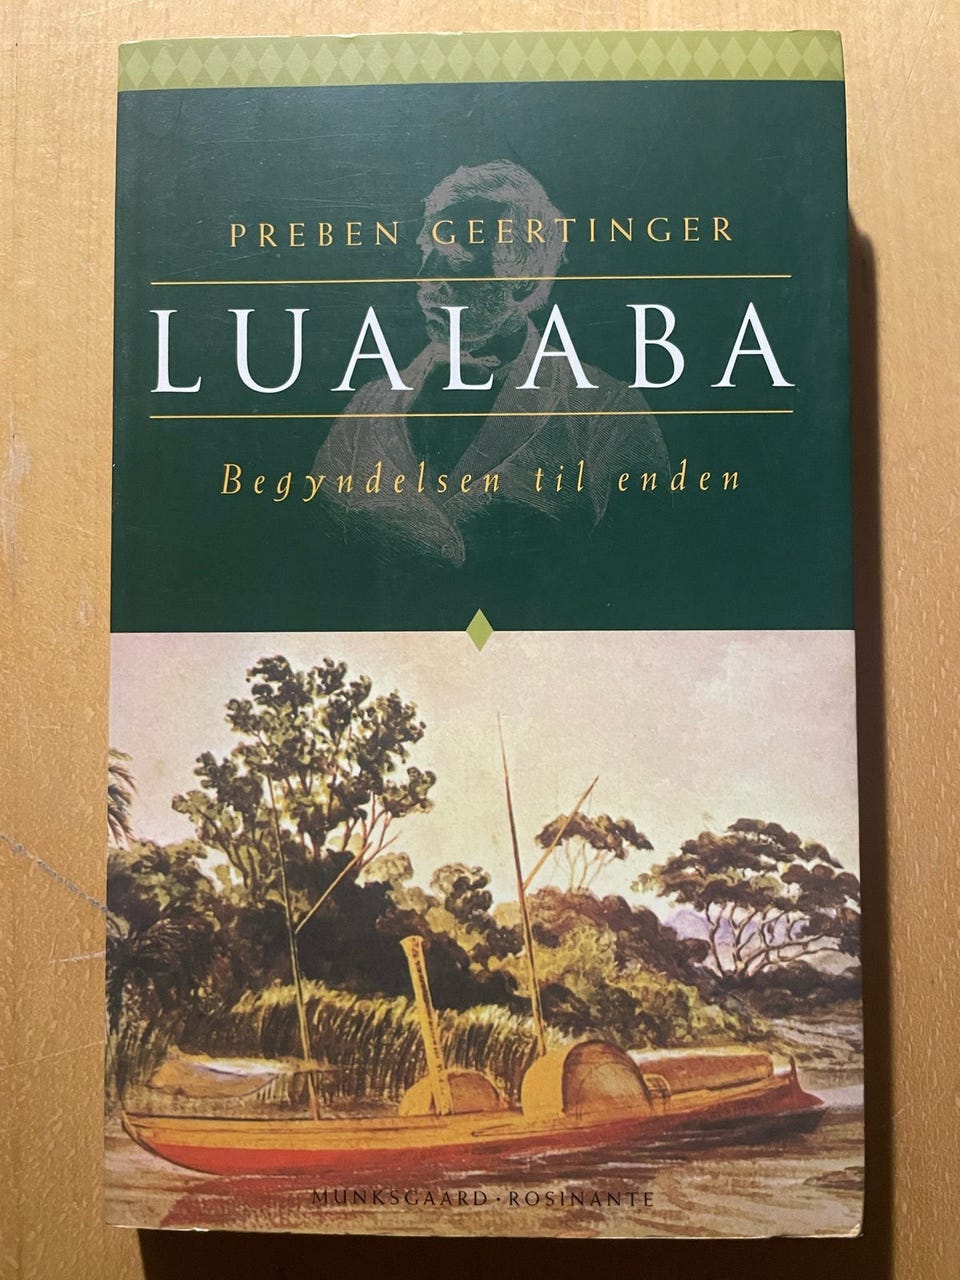 PREBEN GEERTINGER
LUALABA
Begyndelsen til enden
MUNKSGAARD · ROSINANTE